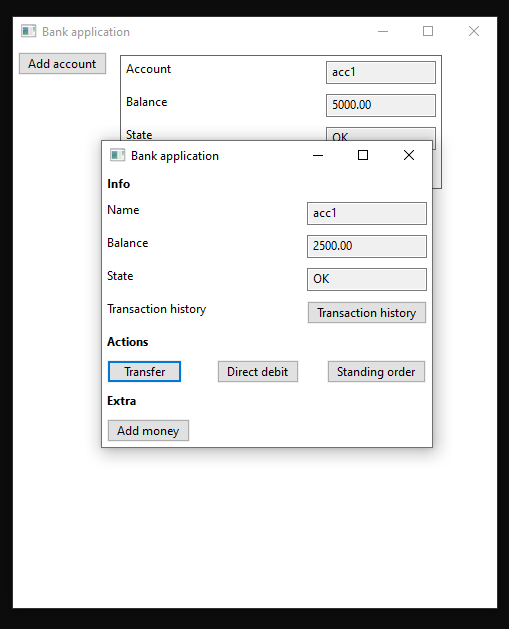 Bank application
Add account
Account acc1
Balance 5000.00
State OK
Bank application
Info
Name acc1
Balance 2500.00
State OK
Transaction history Transaction history
Actions
Transfer Direct debit Standing order
Extra
Add money